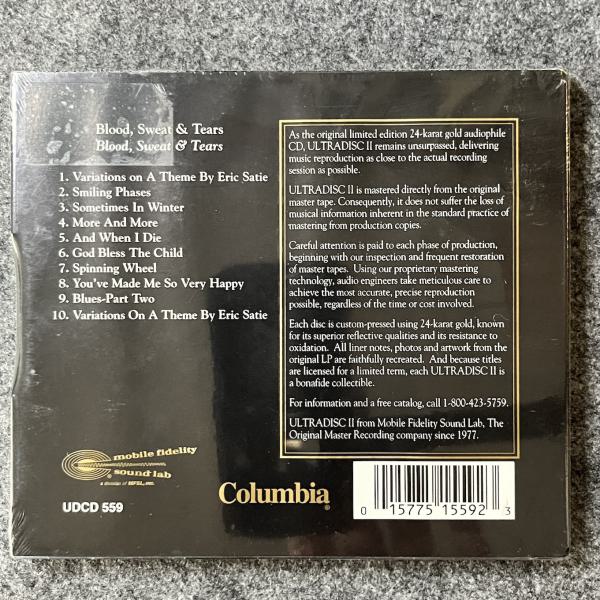 Blood, Sweat & Tears
Blood, Sweat & Tears
1. Variations on A Theme By Eric Satie
2. Smiling Phases
3. Sometimes In Winter
4. More And More
5. And When I Die
6. God Bless The Child
7. Spinning Wheel
8. You've Made Me So Very Happy
9. Blues-Part Two
10. Variations On A Theme By Eric Satie
As the original limited edition 24-karat gold audiophile
CD, ULTRADISC II remains unsurpassed, delivering
music reproduction as close to the actual recording
session as possible.
ULTRADISC II is mastered directly from the original
master tape. Consequently, it does not suffer the loss of
musical information inherent in the standard practice of
mastering from production copies.
Careful attention is paid to each phase of production,
beginning with our inspection and frequent restoration
of master tapes. Using our proprietary mastering
technology, audio engineers take meticulous care to
achieve the most accurate, precise reproduction
possible, regardless of the time or cost involved.
Each disc is custom-pressed using 24-karat gold, known
for its superior reflective qualities and its resistance to
oxidation. All liner notes, photos and artwork from the
original LP are faithfully recreated. And because titles
are licensed for a limited term, each ULTRADISC II is
a bonafide collectible.
For information and a free catalog, call 1-800-423-5759.
ULTRADISC II from Mobile Fidelity Sound Lab, The
Original Master Recording company since 1977.
mobile fidelity
sound lab
a division of MFSL, inc.
UDCD 559
Columbia
®
0 15775 15592 3